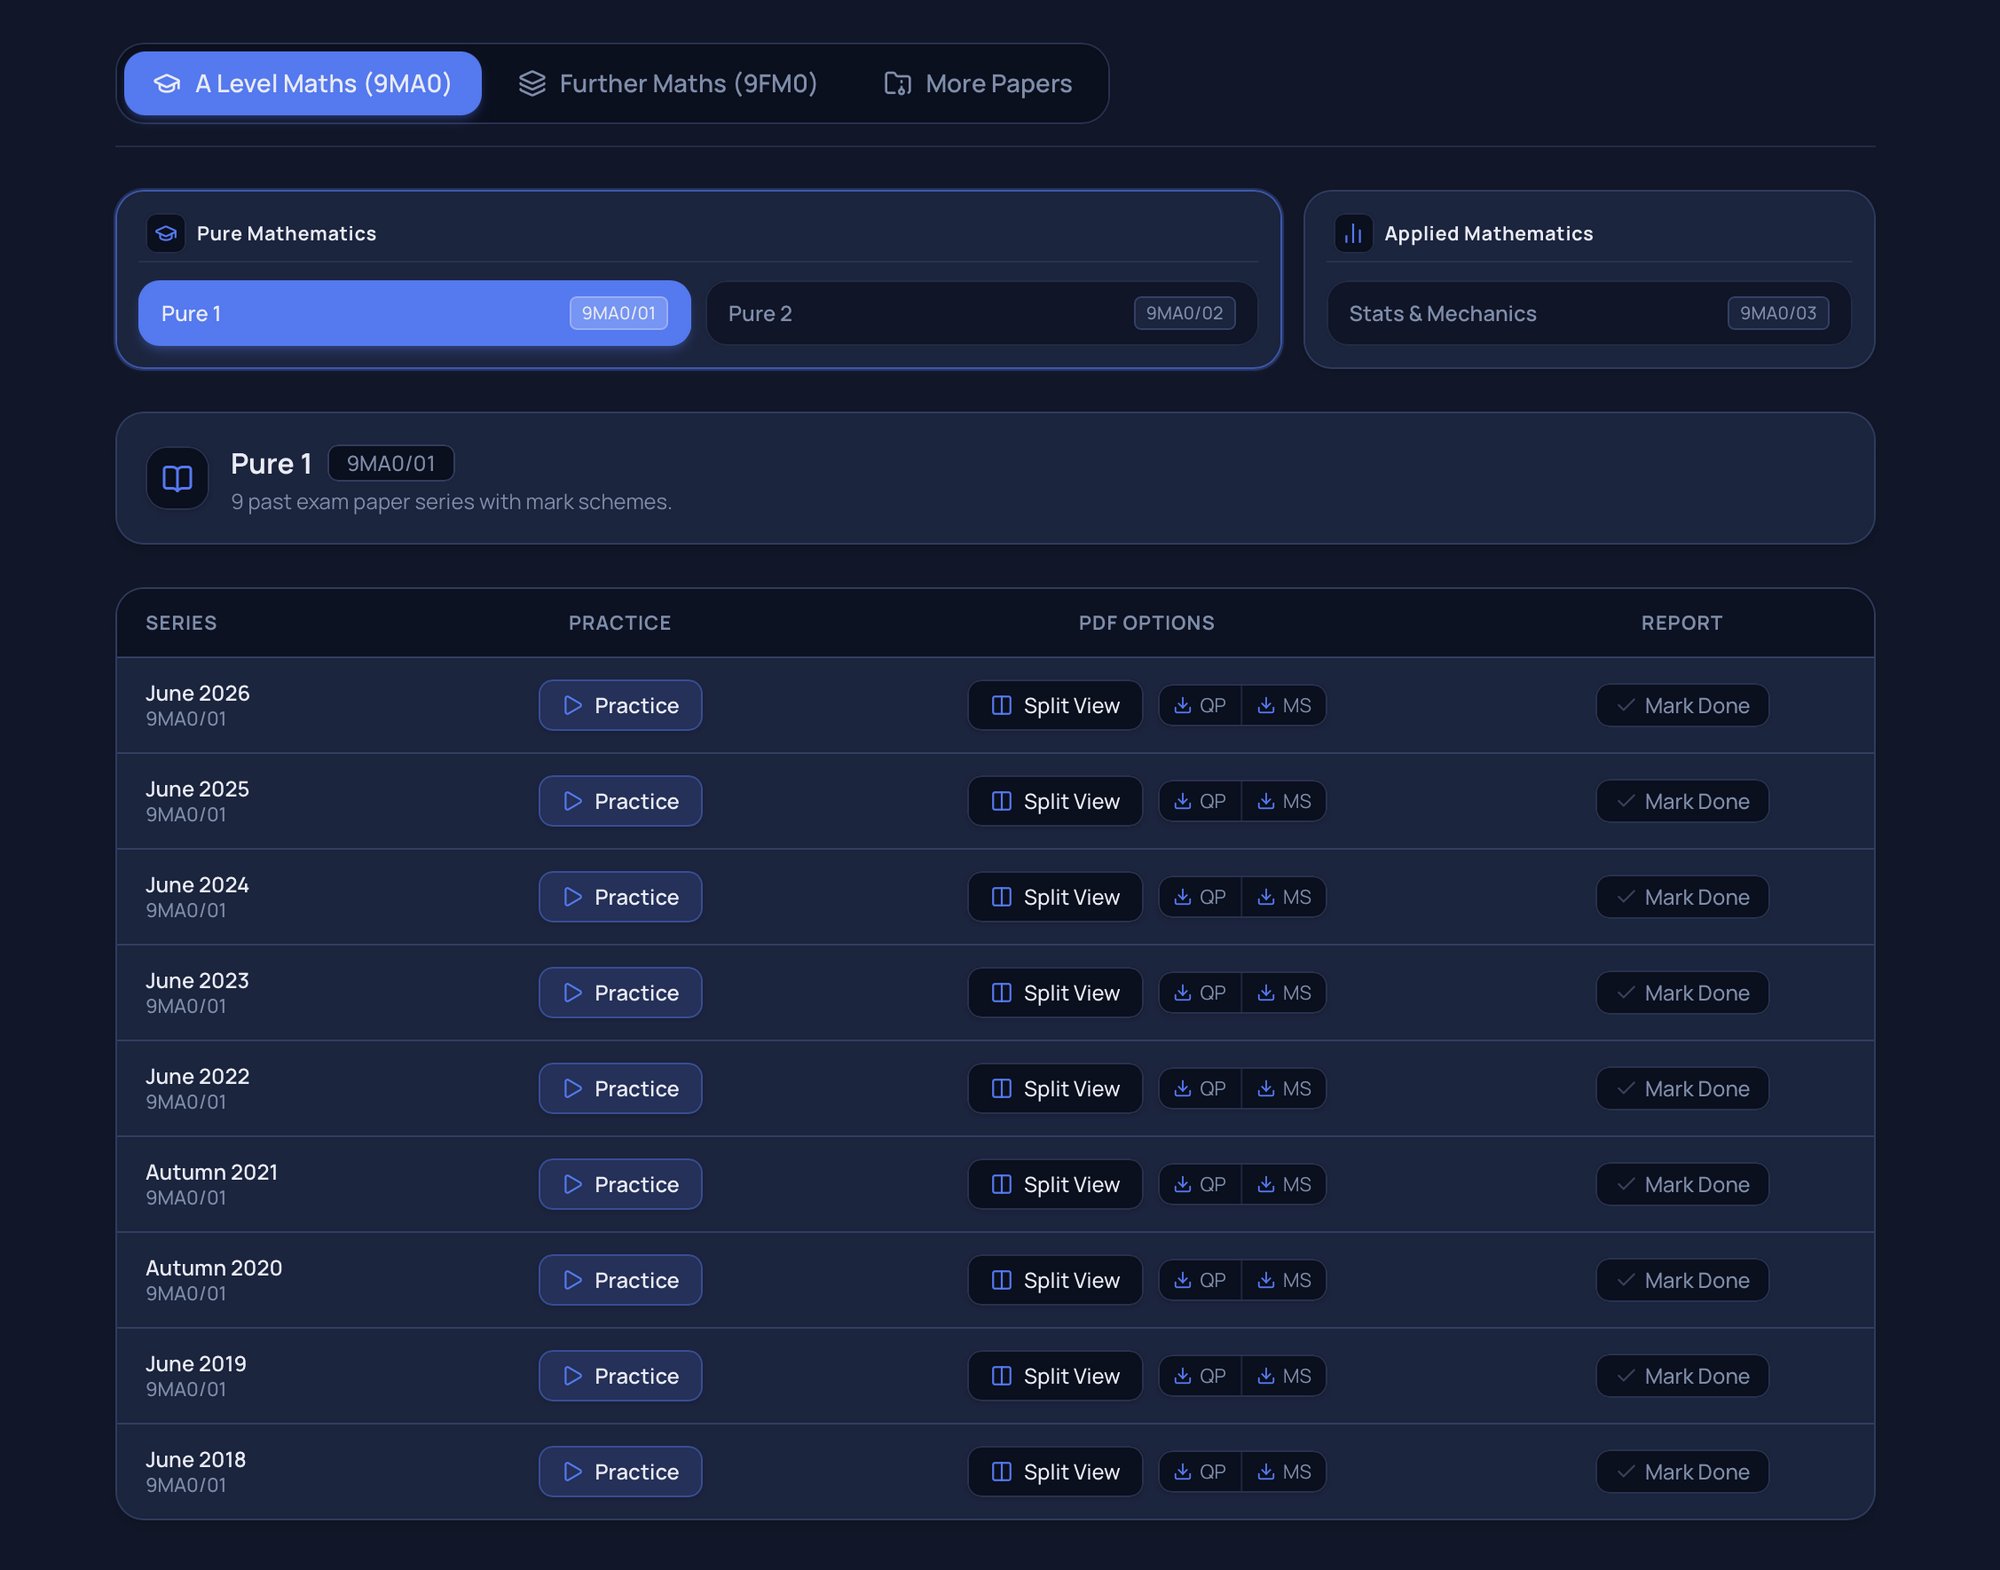 A Level Maths (9MA0) Further Maths (9FM0) More Papers
Pure Mathematics
Pure 1 9MA0/01 Pure 2 9MA0/02
Applied Mathematics
Stats & Mechanics 9MA0/03
Pure 1 9MA0/01
9 past exam paper series with mark schemes.
SERIES PRACTICE PDF OPTIONS REPORT
June 2026
9MA0/01
Practice Split View QP MS Mark Done
June 2025
9MA0/01
Practice Split View QP MS Mark Done
June 2024
9MA0/01
Practice Split View QP MS Mark Done
June 2023
9MA0/01
Practice Split View QP MS Mark Done
June 2022
9MA0/01
Practice Split View QP MS Mark Done
Autumn 2021
9MA0/01
Practice Split View QP MS Mark Done
Autumn 2020
9MA0/01
Practice Split View QP MS Mark Done
June 2019
9MA0/01
Practice Split View QP MS Mark Done
June 2018
9MA0/01
Practice Split View QP MS Mark Done